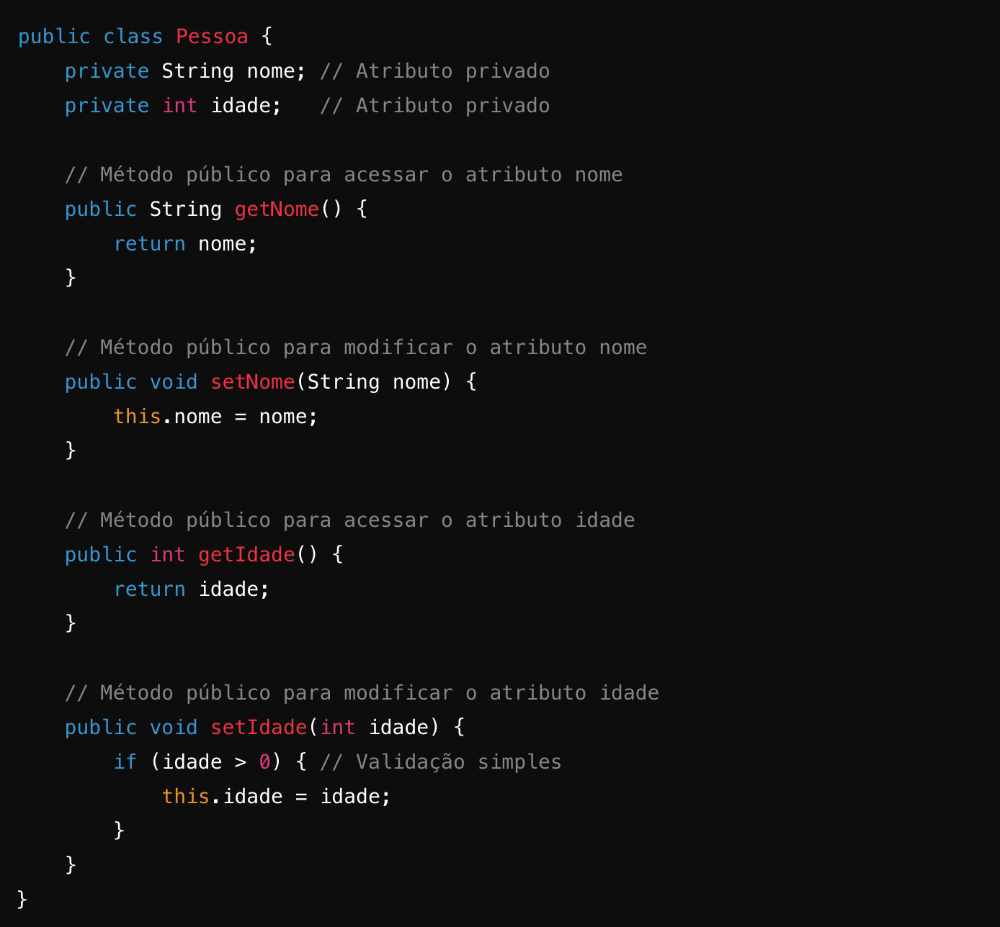 public class Pessoa {
    private String nome; // Atributo privado
    private int idade;   // Atributo privado

    // Método público para acessar o atributo nome
    public String getNome() {
        return nome;
    }

    // Método público para modificar o atributo nome
    public void setNome(String nome) {
        this.nome = nome;
    }

    // Método público para acessar o atributo idade
    public int getIdade() {
        return idade;
    }

    // Método público para modificar o atributo idade
    public void setIdade(int idade) {
        if (idade > 0) { // Validação simples
            this.idade = idade;
        }
    }
}